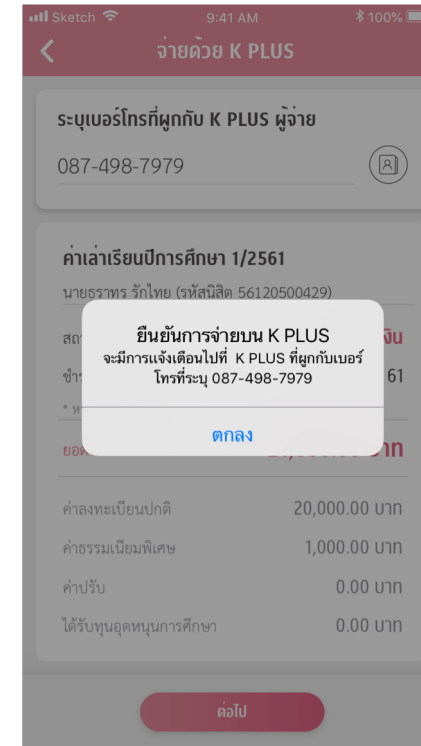 Sketch 9:41 AM 100%
จ่ายด้วย K PLUS
ระบุเบอร์โทรที่ผูกกับ K PLUS ผู้จ่าย
087-498-7979
ค่าเล่าเรียนปีการศึกษา 1/2561
นายธราทร รักไทย (รหัสนิสิต 56120500429)
ยืนยันการจ่ายบน K PLUS
จะมีการแจ้งเตือนไปที่ K PLUS ที่ผูกกับเบอร์
โทรที่ระบุ 087-498-7979
61
ตกลง
ค่าลงทะเบียนปกติ 20,000.00 บาท
ค่าธรรมเนียมพิเศษ 1,000.00 บาท
ค่าปรับ 0.00 บาท
ได้รับทุนอุดหนุนการศึกษา 0.00 บาท
ต่อไป